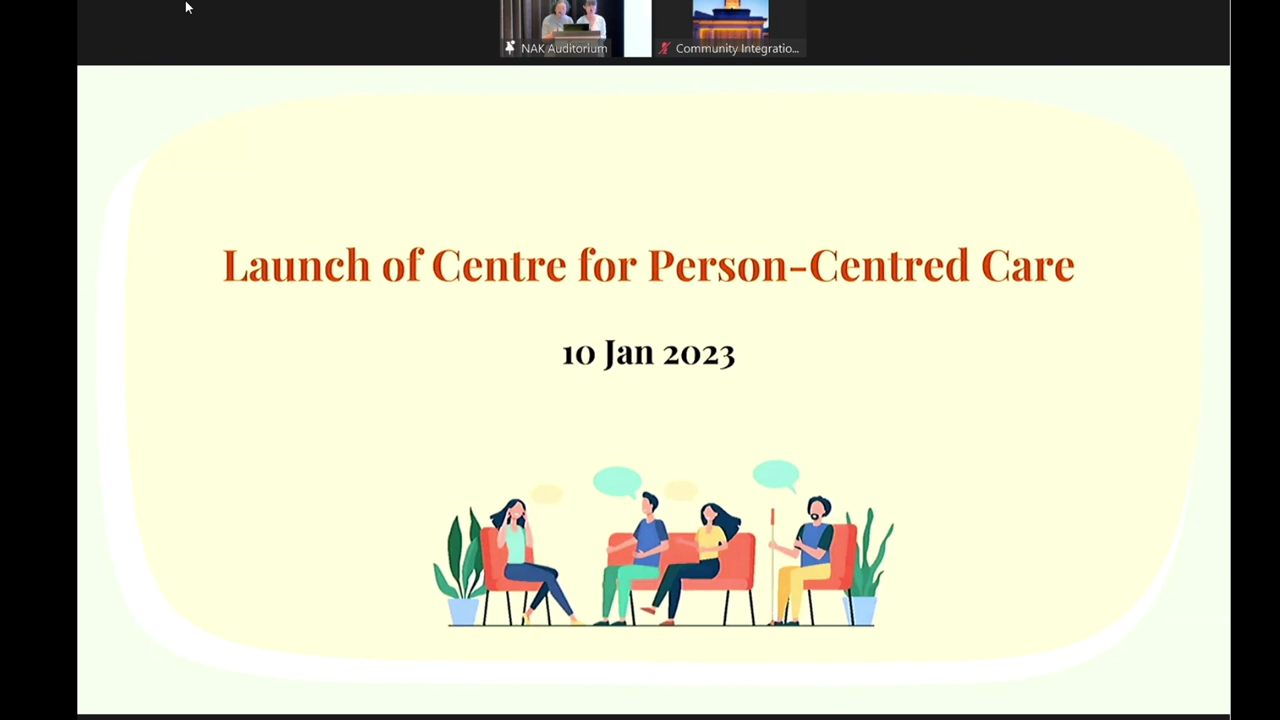 NAK Auditorium
Community Integratio...
Launch of Centre for Person-Centred Care
10 Jan 2023